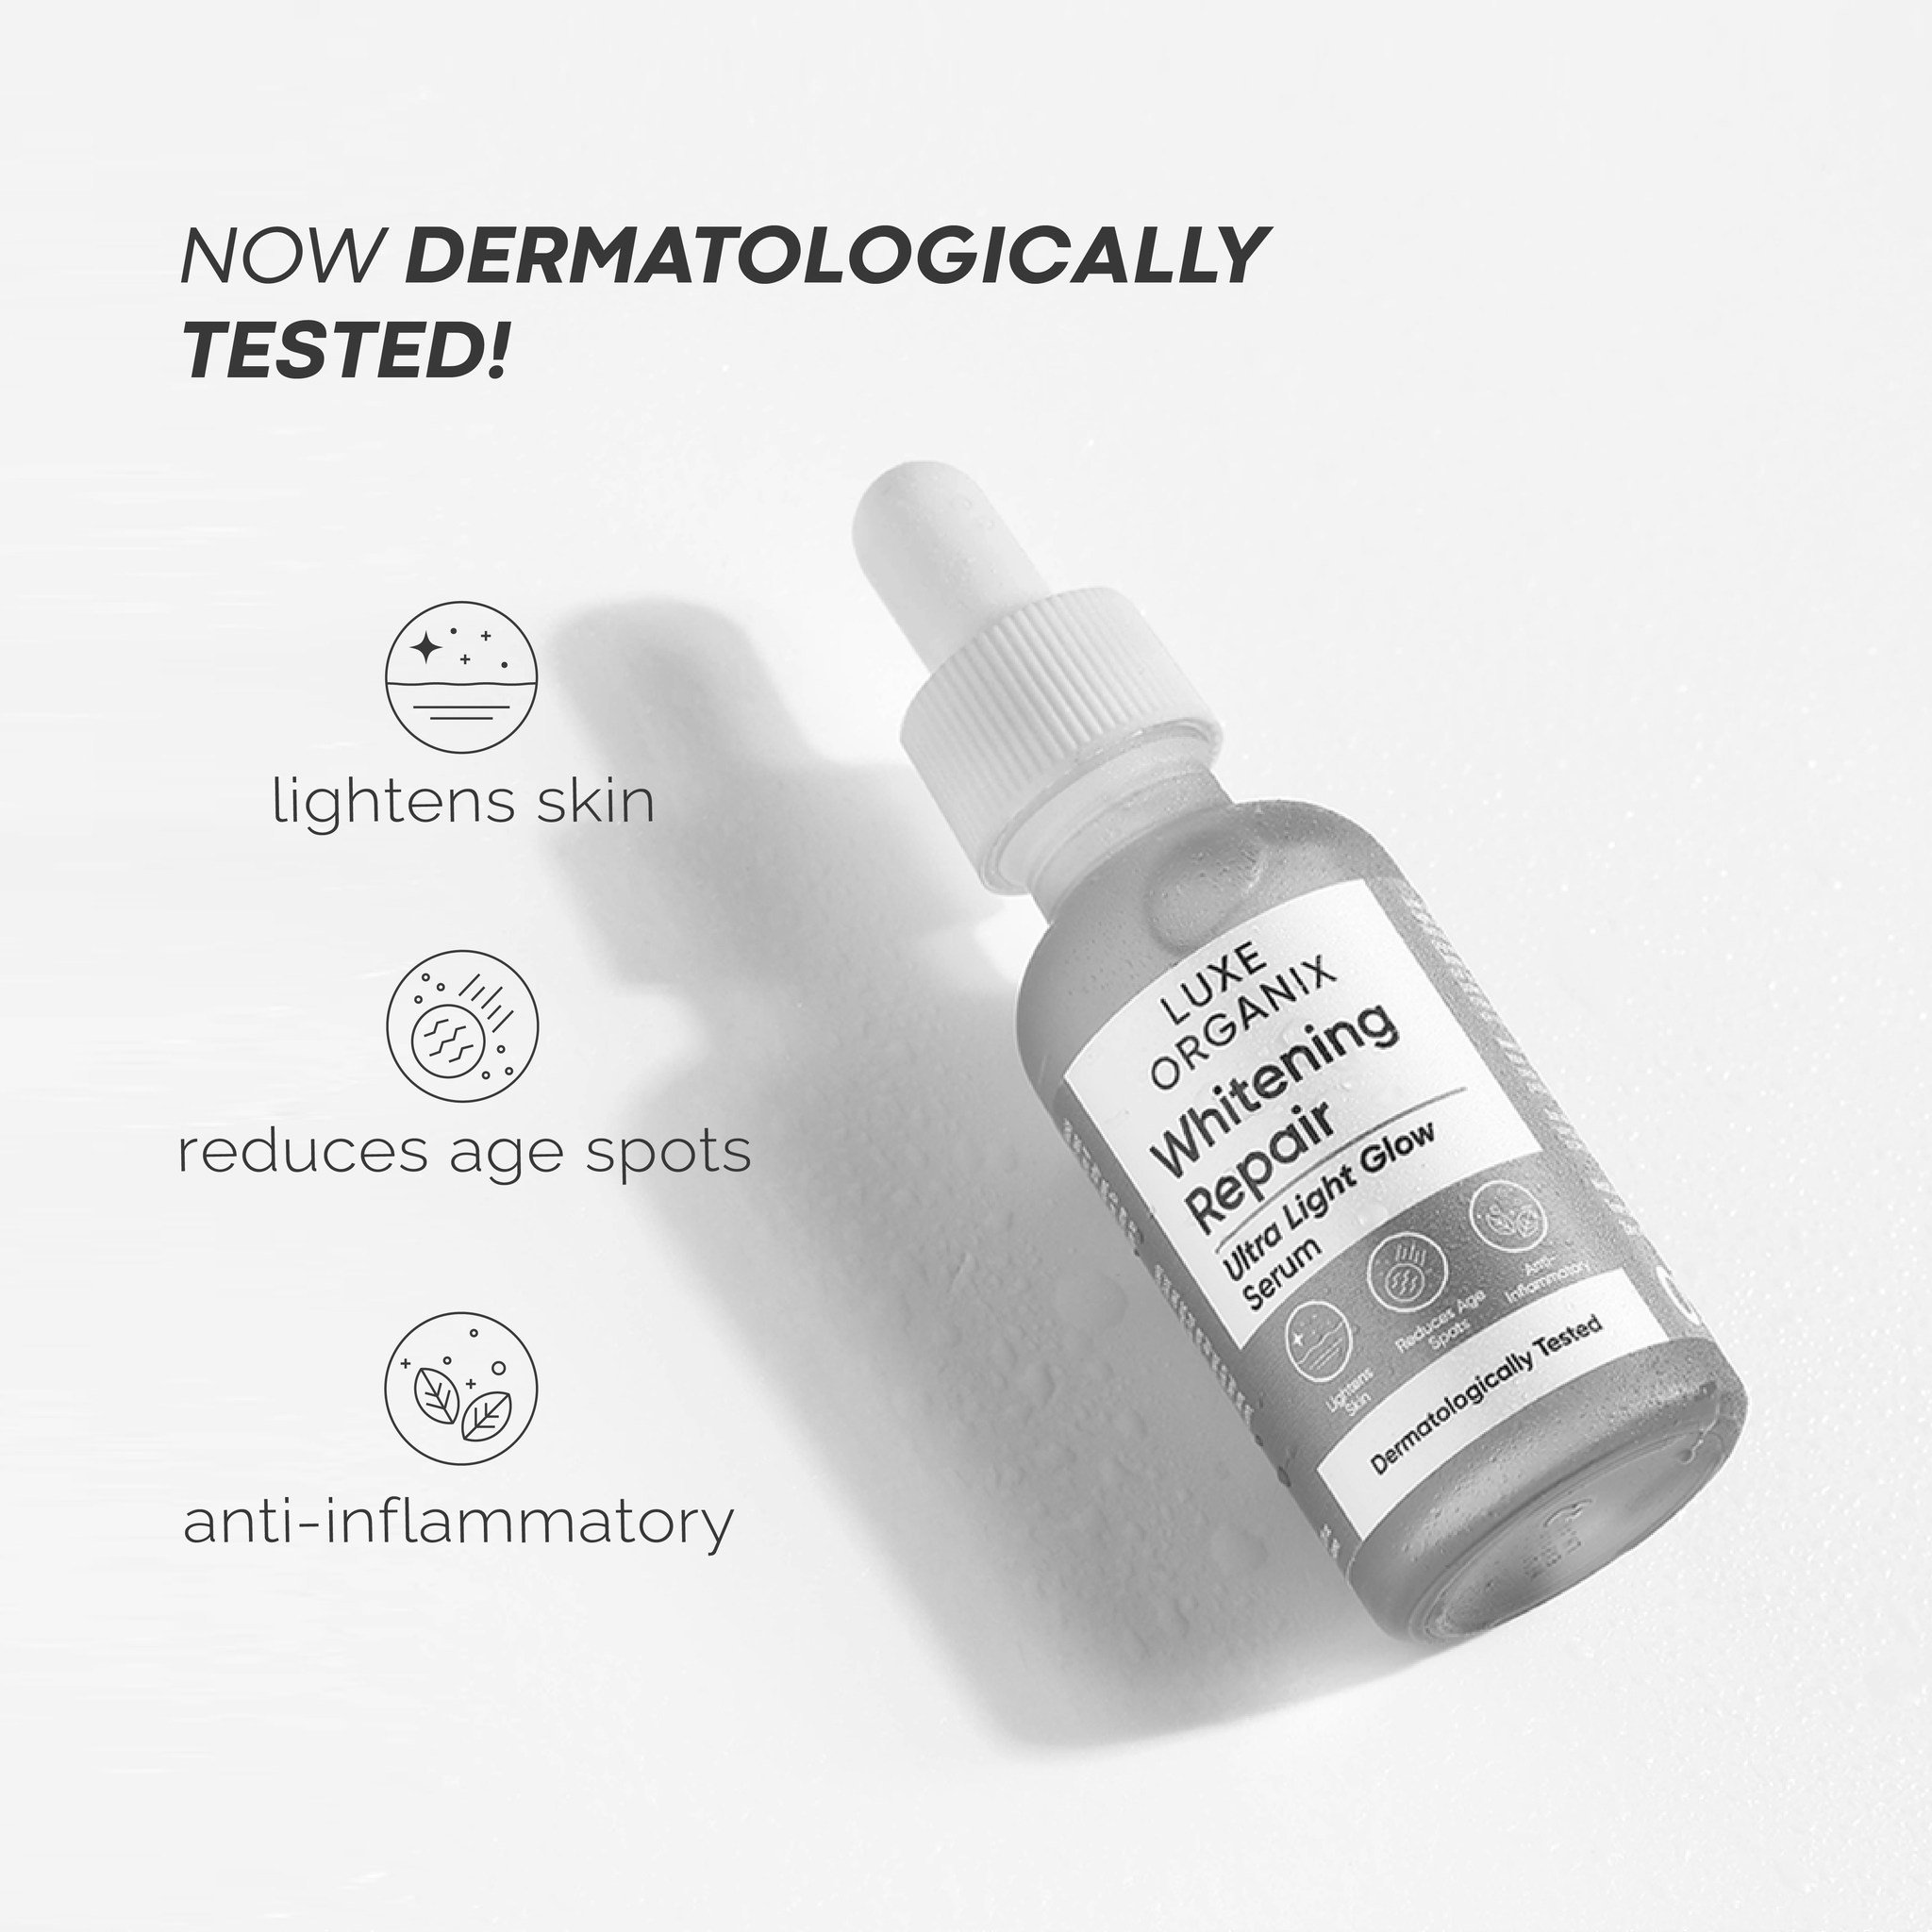 NOW DERMATOLOGICALLY
TESTED!
lightens skin
reduces age spots
anti-inflammatory
LUXE
ORGANIX
Whitening
Repair
Ultra Light Glow
Serum
Lightens
Skin
Reduces Age
Spots
Anti-
Inflammatory
Dermatologically Tested